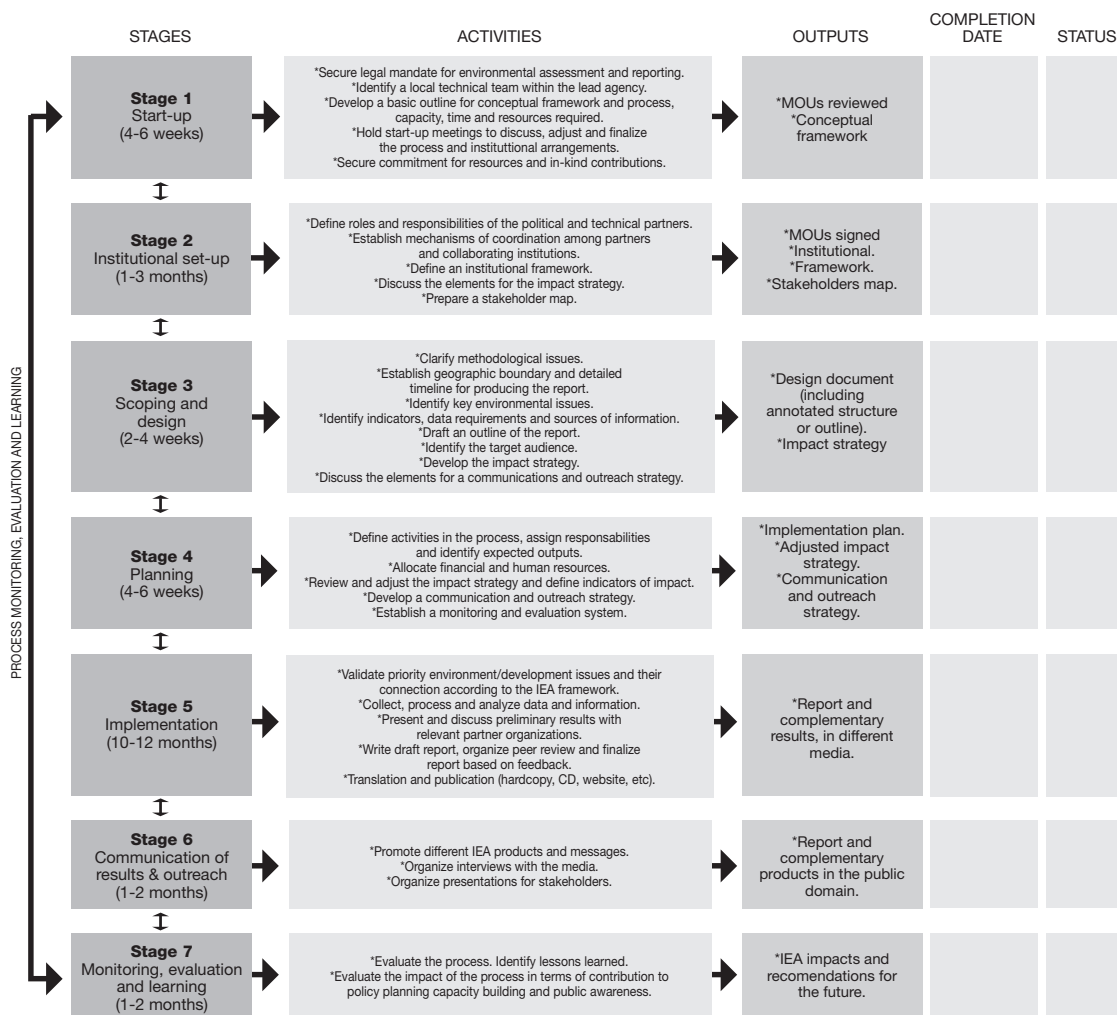 STAGES
ACTIVITIES
OUTPUTS
COMPLETION
DATE
STATUS
PROCESS MONITORING, EVALUATION AND LEARNING
Stage 1
Start-up
(4-6 weeks)
*Secure legal mandate for environmental assessment and reporting.
*Identify a local technical team within the lead agency.
*Develop a basic outline for conceptual framework and process,
capacity, time and resources required.
*Hold start-up meetings to discuss, adjust and finalize
the process and instituttional arrangements.
*Secure commitment for resources and in-kind contributions.
*MOUs reviewed
*Conceptual
framework
Stage 2
Institutional set-up
(1-3 months)
*Define roles and responsibilities of the political and technical partners.
*Establish mechanisms of coordination among partners
and collaborating institutions.
*Define an institutional framework.
*Discuss the elements for the impact strategy.
*Prepare a stakeholder map.
*MOUs signed
*Institutional.
*Framework.
*Stakeholders map.
Stage 3
Scoping and
design
(2-4 weeks)
*Clarify methodological issues.
*Establish geographic boundary and detailed
timeline for producing the report.
*Identify key environmental issues.
*Identify indicators, data requirements and sources of information.
*Draft an outline of the report.
*Identify the target audience.
*Develop the impact strategy.
*Discuss the elements for a communications and outreach strategy.
*Design document
(including
annotated structure
or outline).
*Impact strategy
Stage 4
Planning
(4-6 weeks)
*Define activities in the process, assign responsabilities
and identify expected outputs.
*Allocate financial and human resources.
*Review and adjust the impact strategy and define indicators of impact.
*Develop a communication and outreach strategy.
*Establish a monitoring and evaluation system.
*Implementation plan.
*Adjusted impact
strategy.
*Communication
and outreach
strategy.
Stage 5
Implementation
(10-12 months)
*Validate priority environment/development issues and their
connection according to the IEA framework.
*Collect, process and analyze data and information.
*Present and discuss preliminary results with
relevant partner organizations.
*Write draft report, organize peer review and finalize
report based on feedback.
*Translation and publication (hardcopy, CD, website, etc).
*Report and
complementary
results, in different
media.
Stage 6
Communication of
results & outreach
(1-2 months)
*Promote different IEA products and messages.
*Organize interviews with the media.
*Organize presentations for stakeholders.
*Report and
complementary
products in the public
domain.
Stage 7
Monitoring, evaluation
and learning
(1-2 months)
*Evaluate the process. Identify lessons learned.
*Evaluate the impact of the process in terms of contribution to
policy planning capacity building and public awareness.
*IEA impacts and
recomendations for
the future.